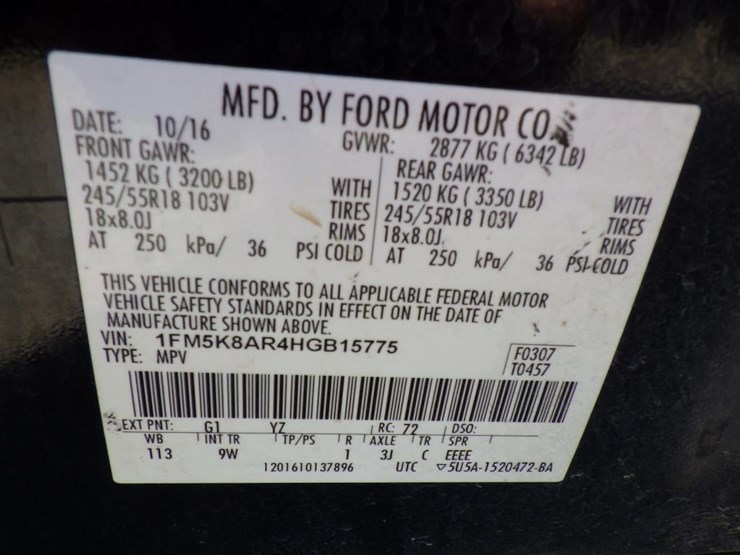 MFD. BY FORD MOTOR CO.
DATE: 10/16 GVWR: 2877 KG ( 6342 LB)
FRONT GAWR: REAR GAWR:
1452 KG ( 3200 LB) WITH 1520 KG ( 3350 LB) WITH
245/55R18 103V TIRES 245/55R18 103V TIRES
18x8.0J RIMS 18x8.0J RIMS
AT 250 kPa/ 36 PSI COLD AT 250 kPa/ 36 PSI COLD
THIS VEHICLE CONFORMS TO ALL APPLICABLE FEDERAL MOTOR
VEHICLE SAFETY STANDARDS IN EFFECT ON THE DATE OF
MANUFACTURE SHOWN ABOVE.
VIN: 1FM5K8AR4HGB15775
TYPE: MPV
F0307
T0457
EXT PNT: G1 YZ RC: 72 DSO:
WB INT TR TP/PS R AXLE TR SPR
113 9W 1 3J C EEEE
1201610137896 UTC ▽5U5A-1520472-BA